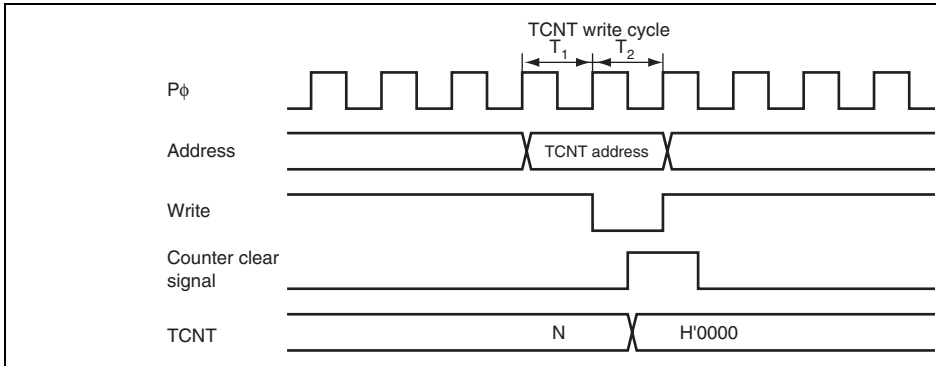 TCNT write cycle
T1 T2
Pϕ
Address
TCNT address
Write
Counter clear
signal
TCNT
N
H'0000